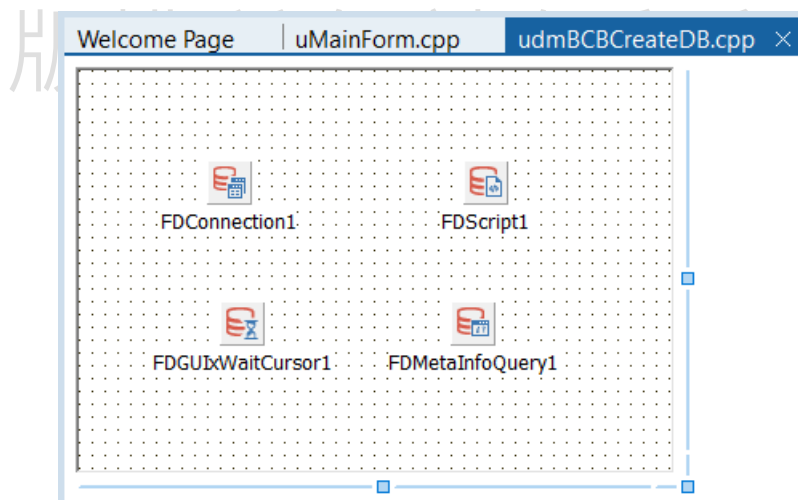 Welcome Page
uMainForm.cpp
udmBCBCreateDB.cpp
FDConnection1
FDScript1
FDGUIxWaitCursor1
FDMetaInfoQuery1